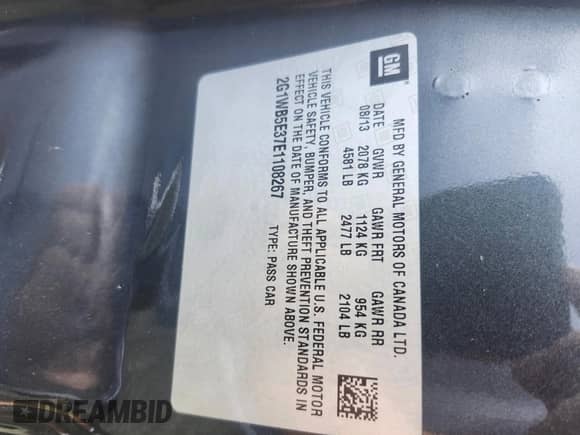 GM
MFD BY GENERAL MOTORS OF CANADA LTD.
DATE GVWR GAWR FRT GAWR RR
08/13 2078 KG 1124 KG 954 KG
4581 LB 2477 LB 2104 LB
THIS VEHICLE CONFORMS TO ALL APPLICABLE U.S. FEDERAL MOTOR
VEHICLE SAFETY, BUMPER, AND THEFT PREVENTION STANDARDS IN
EFFECT ON THE DATE OF MANUFACTURE SHOWN ABOVE.
2G1WB5E37E1108267 TYPE: PASS CAR
DREAMBID